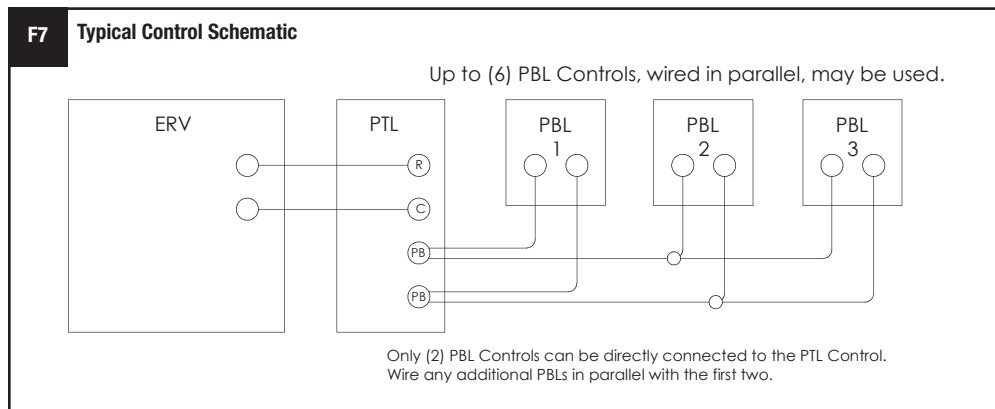 F7 Typical Control Schematic
Up to (6) PBL Controls, wired in parallel, may be used.
ERV
PTL
PBL
1
PBL
2
PBL
3
R
C
PB
PB
Only (2) PBL Controls can be directly connected to the PTL Control.
Wire any additional PBLs in parallel with the first two.